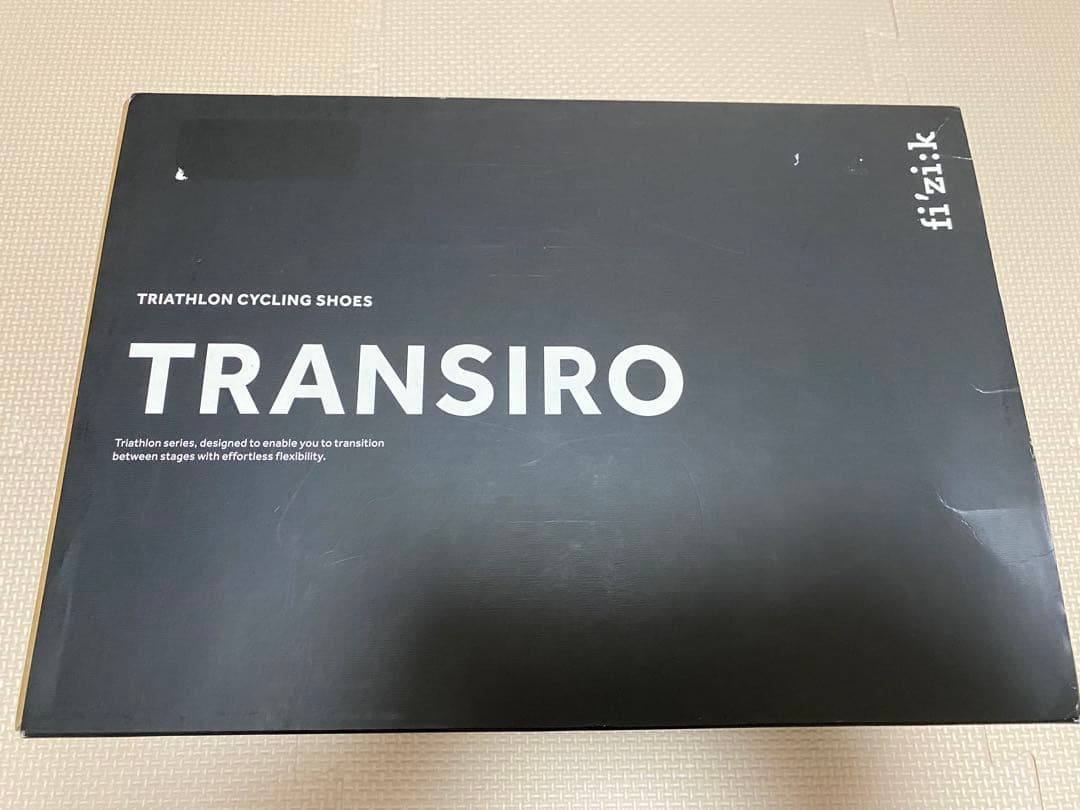 fi'zi:k
TRIATHLON CYCLING SHOES
TRANSIRO
Triathlon series, designed to enable you to transition
between stages with effortless flexibility.